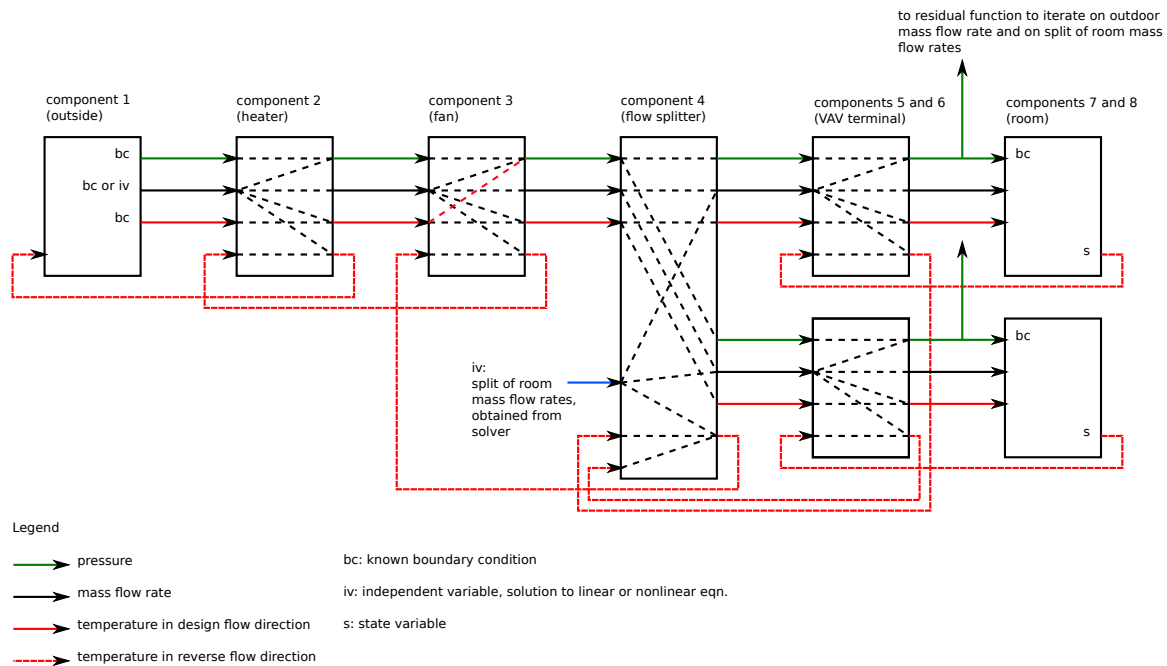 to residual function to iterate on outdoor
mass flow rate and on split of room mass
flow rates
component 1
(outside)
component 2
(heater)
component 3
(fan)
component 4
(flow splitter)
components 5 and 6
(VAV terminal)
components 7 and 8
(room)
bc
bc or iv
bc
bc
s
iv:
split of room
mass flow rates,
obtained from
solver
bc
s
Legend
pressure
mass flow rate
temperature in design flow direction
temperature in reverse flow direction
bc: known boundary condition
iv: independent variable, solution to linear or nonlinear eqn.
s: state variable